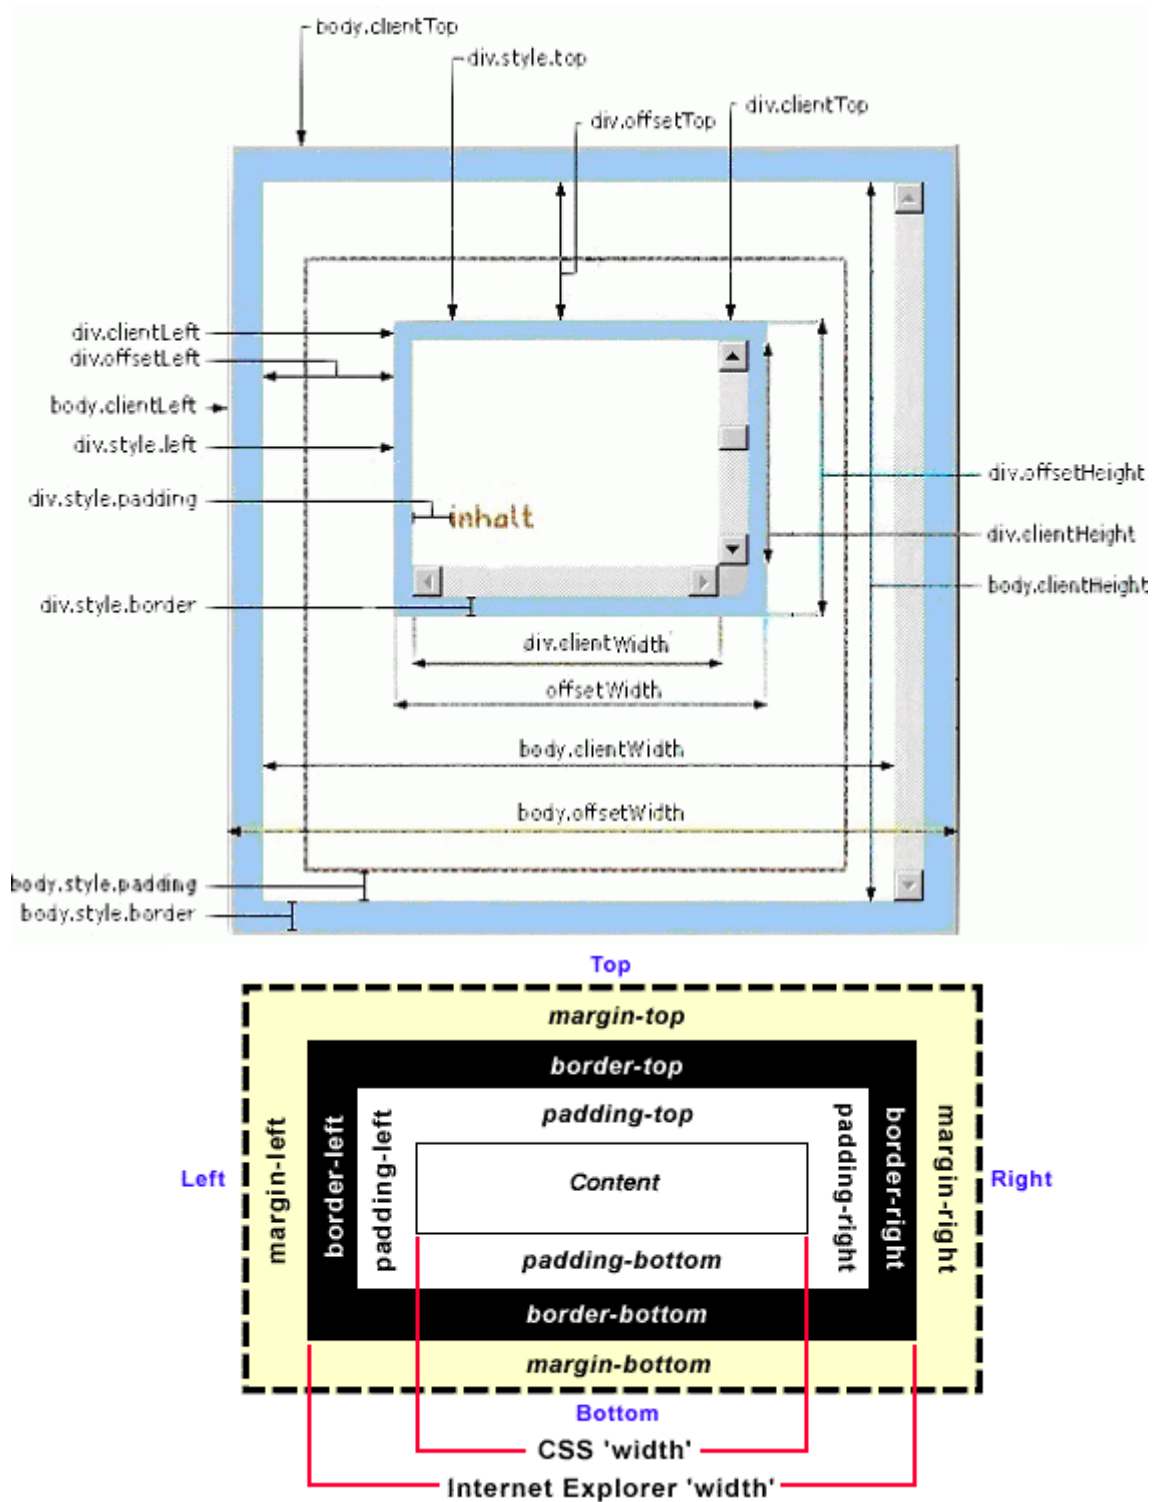 body.clientTop
div.style.top
div.clientTop
div.offsetTop
div.clientLeft
div.offsetLeft
body.clientLeft
div.style.left
div.style.padding
inhalt
div.offsetHeight
div.clientHeight
body.clientHeight
div.style.border
div.clientWidth
offsetWidth
body.clientWidth
body.offsetWidth
body.style.padding
body.style.border
Top
margin-top
border-top
padding-top
Left
margin-left
border-left
padding-left
Content
padding-right
border-right
margin-right
Right
padding-bottom
border-bottom
margin-bottom
Bottom
CSS 'width'
Internet Explorer 'width'